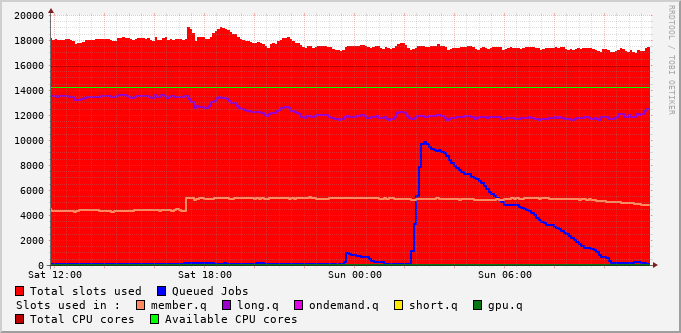 20000
18000
16000
14000
12000
10000
8000
6000
4000
2000
0
Sat 12:00 Sat 18:00 Sun 00:00 Sun 06:00
Total slots used Queued Jobs
Slots used in : member.q long.q ondemand.q short.q gpu.q
Total CPU cores Available CPU cores
RRDTOOL / TOBI OETIKER